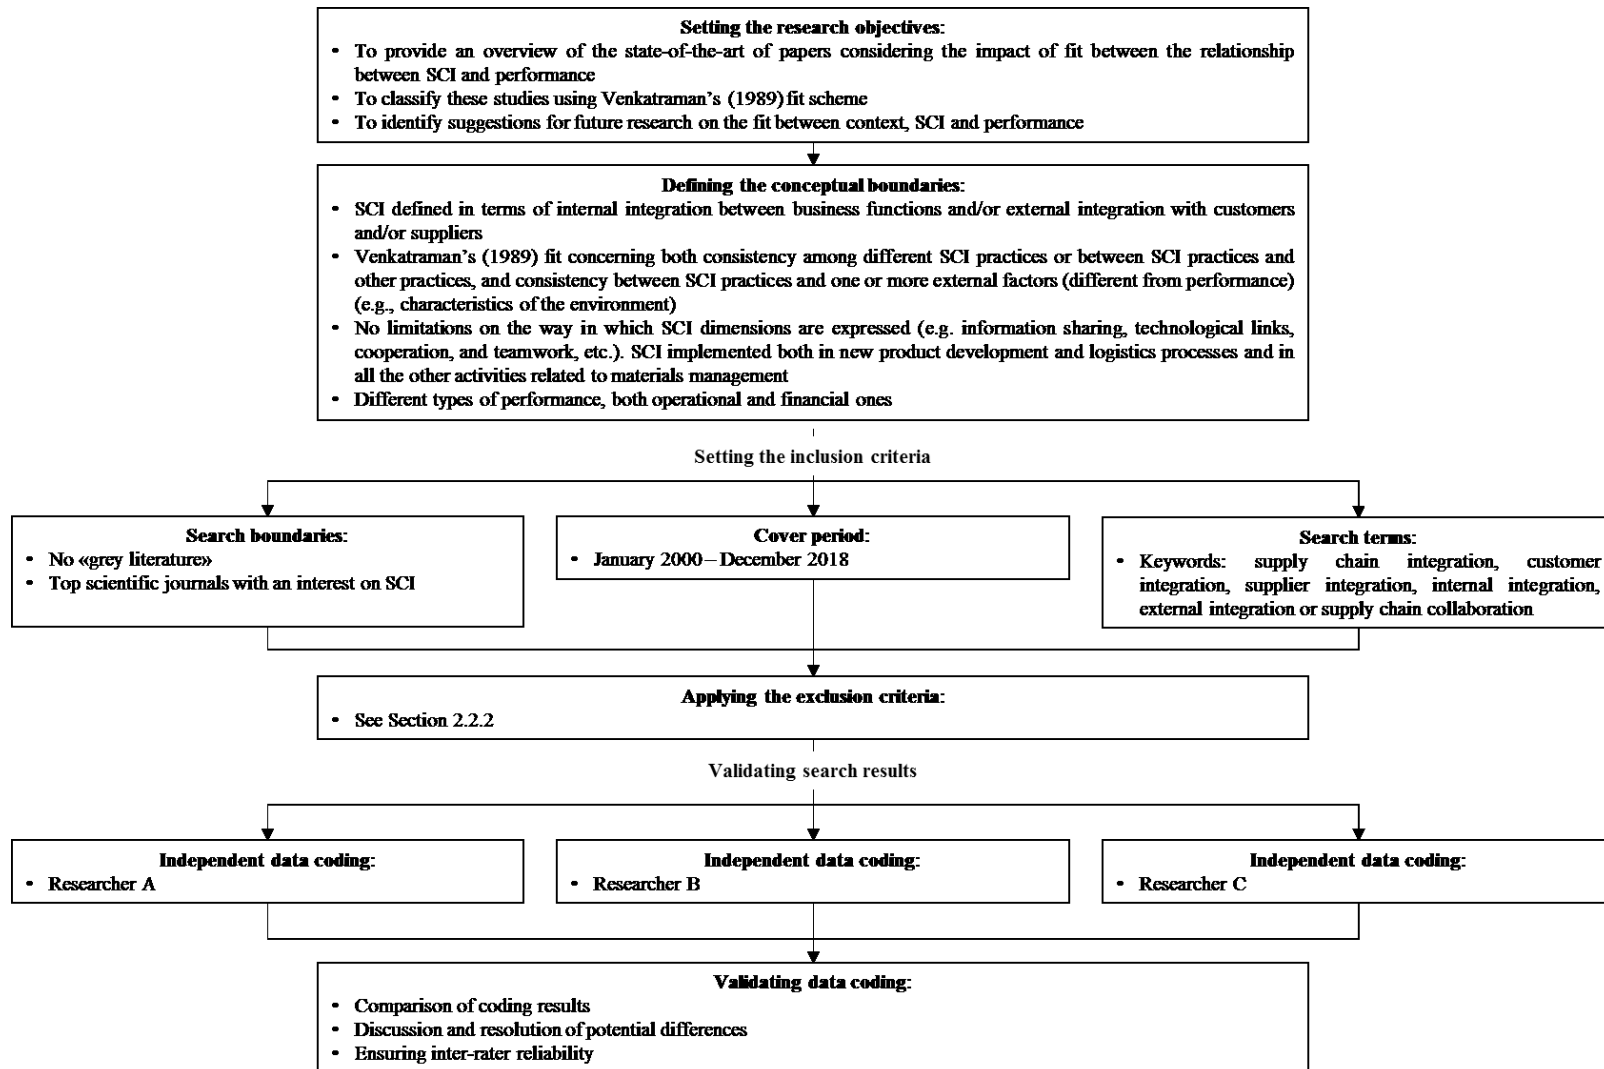 Setting the research objectives:
• To provide an overview of the state-of-the-art of papers considering the impact of fit between the relationship
between SCI and performance
• To classify these studies using Venkatraman’s (1989) fit scheme
• To identify suggestions for future research on the fit between context, SCI and performance
Defining the conceptual boundaries:
• SCI defined in terms of internal integration between business functions and/or external integration with customers
and/or suppliers
• Venkatraman’s (1989) fit concerning both consistency among different SCI practices or between SCI practices and
other practices, and consistency between SCI practices and one or more external factors (different from performance)
(e.g., characteristics of the environment)
• No limitations on the way in which SCI dimensions are expressed (e.g. information sharing, technological links,
cooperation, and teamwork, etc.). SCI implemented both in new product development and logistics processes and in
all the other activities related to materials management
• Different types of performance, both operational and financial ones
Setting the inclusion criteria
Search boundaries:
• No «grey literature»
• Top scientific journals with an interest on SCI
Cover period:
• January 2000–December 2018
Search terms:
• Keywords: supply chain integration, customer
integration, supplier integration, internal integration,
external integration or supply chain collaboration
Applying the exclusion criteria:
• See Section 2.2.2
Validating search results
Independent data coding:
• Researcher A
Independent data coding:
• Researcher B
Independent data coding:
• Researcher C
Validating data coding:
• Comparison of coding results
• Discussion and resolution of potential differences
• Ensuring inter-rater reliability